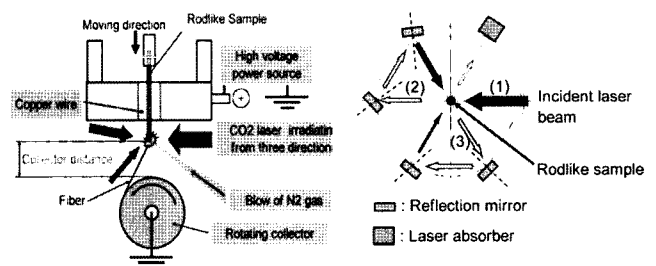 Moving direction
Rodlike Sample
High voltage
power source
Copper wire
CO2 laser irradiatin
from three direction
Collector distance
Fiber
Blow of N2 gas
Rotating collector
(1)
(2)
(3)
Incident laser
beam
Rodlike sample
: Reflection mirror
: Laser absorber